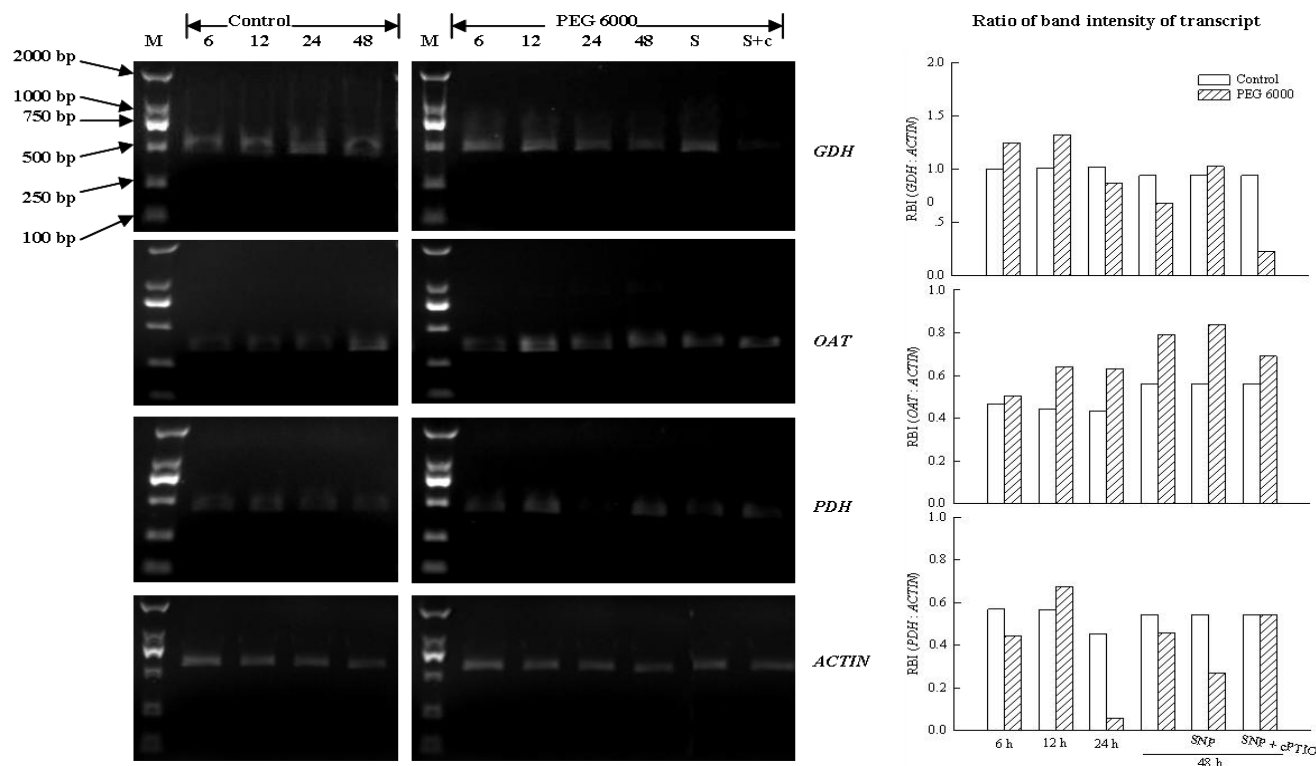 Control
PEG 6000
Ratio of band intensity of transcript
M 6 12 24 48
M 6 12 24 48 S S+c
2000 bp
1000 bp
750 bp
500 bp
250 bp
100 bp
GDH
OAT
PDH
ACTIN
Control
PEG 6000
RBI (GDH : ACTIN)
2.0
1.5
1.0
0
.5
0.0
RBI (OAT : ACTIN)
1.0
0.8
0.6
0.4
0.2
0.0
RBI (PDH : ACTIN)
1.0
0.8
0.6
0.4
0.2
0.0
6 h 12 h 24 h SNP SNP + cPTIO
48 h